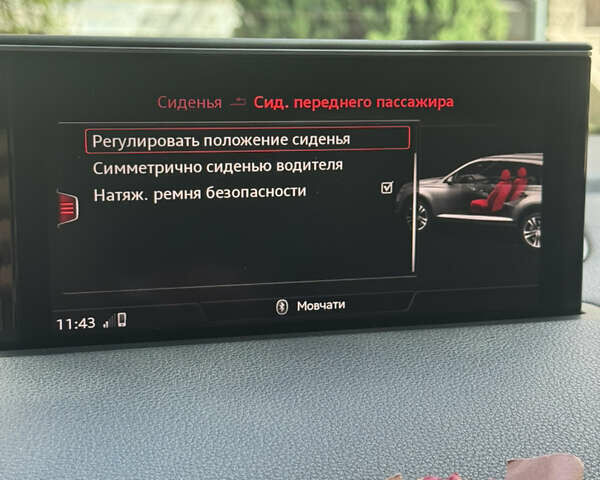 Сиденья Сид. переднего пассажира
Регулировать положение сиденья
Симметрично сиденью водителя
Натяж. ремня безопасности
Мовчати
11:43